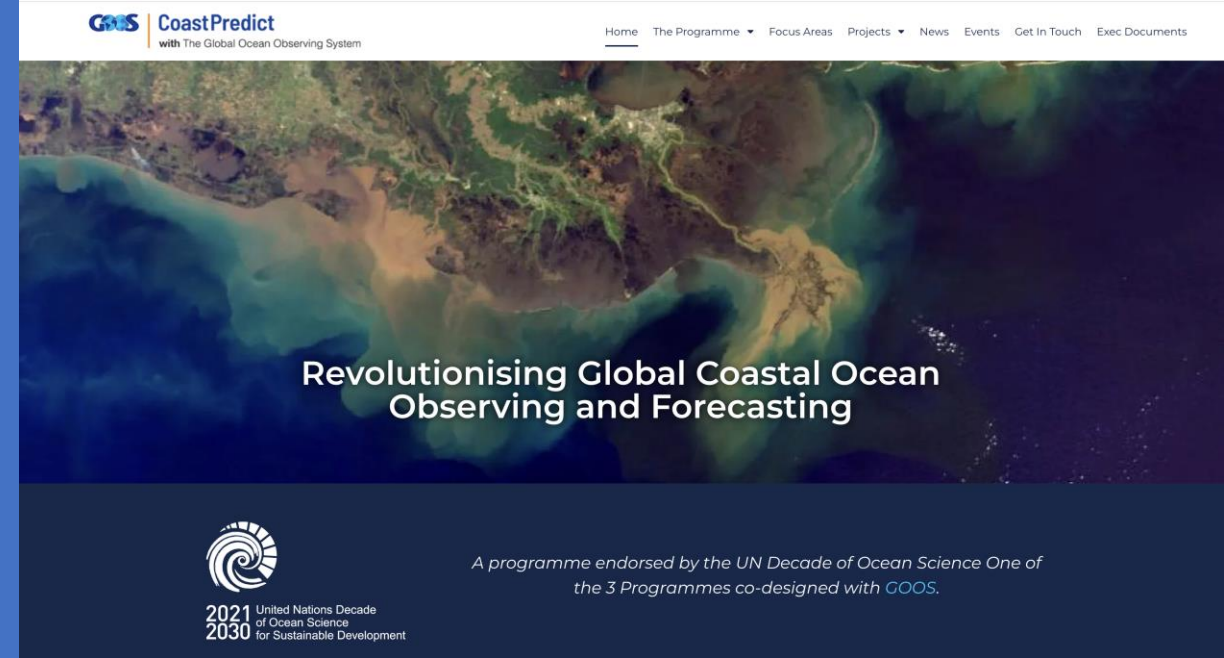 GOOS CoastPredict
with The Global Ocean Observing System
Home The Programme Focus Areas Projects News Events Get In Touch Exec Documents
Revolutionising Global Coastal Ocean
Observing and Forecasting
A programme endorsed by the UN Decade of Ocean Science One of
the 3 Programmes co-designed with GOOS.
2021 United Nations Decade
of Ocean Science
2030 for Sustainable Development